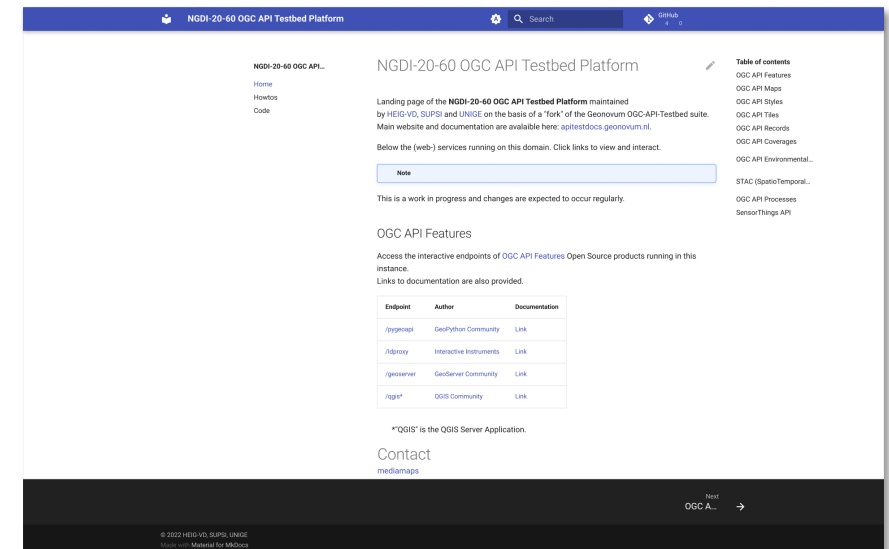 NGDI-20-60 OGC API Testbed Platform
Search
GitHub
4 0
NGDI-20-60 OGC API...
Home
Howtos
Code
NGDI-20-60 OGC API Testbed Platform
Landing page of the NGDI-20-60 OGC API Testbed Platform maintained
by HEIG-VD, SUPSI and UNIGE on the basis of a "fork" of the Geonovum OGC-API-Testbed suite.
Main website and documentation are avalaible here: apitestdocs.geonovum.nl.
Below the (web-) services running on this domain. Click links to view and interact.
Note
This is a work in progress and changes are expected to occur regularly.
OGC API Features
Access the interactive endpoints of OGC API Features Open Source products running in this
instance.
Links to documentation are also provided.
Endpoint Author Documentation
/pygeoapi GeoPython Community Link
/ldproxy Interactive Instruments Link
/geoserver GeoServer Community Link
/qgis* QGIS Community Link
*"QGIS" is the QGIS Server Application.
Contact
mediamaps
Table of contents
OGC API Features
OGC API Maps
OGC API Styles
OGC API Tiles
OGC API Records
OGC API Coverages
OGC API Environmental...
STAC (SpatioTemporal...
OGC API Processes
SensorThings API
Next
OGC A...
© 2022 HEIG-VD, SUPSI, UNIGE
Made with Material for MkDocs